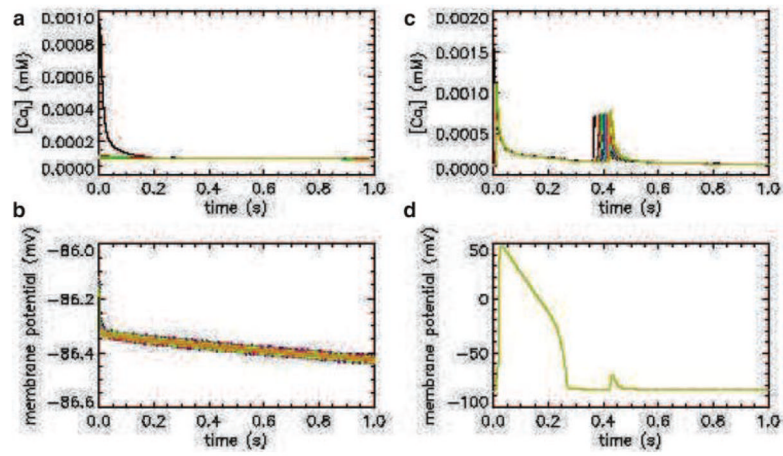 a
0.0010
0.0008
0.0006
0.0004
0.0002
0.0000
[Ca_i] (mM)
0.0 0.2 0.4 0.6 0.8 1.0
time (s)
b
-86.0
-86.2
-86.4
-86.6
membrane potential (mV)
0.0 0.2 0.4 0.6 0.8 1.0
time (s)
c
0.0020
0.0015
0.0010
0.0005
0.0000
[Ca_i] (mM)
0.0 0.2 0.4 0.6 0.8 1.0
time (s)
d
50
0
-50
-100
membrane potential (mV)
0.0 0.2 0.4 0.6 0.8 1.0
time (s)